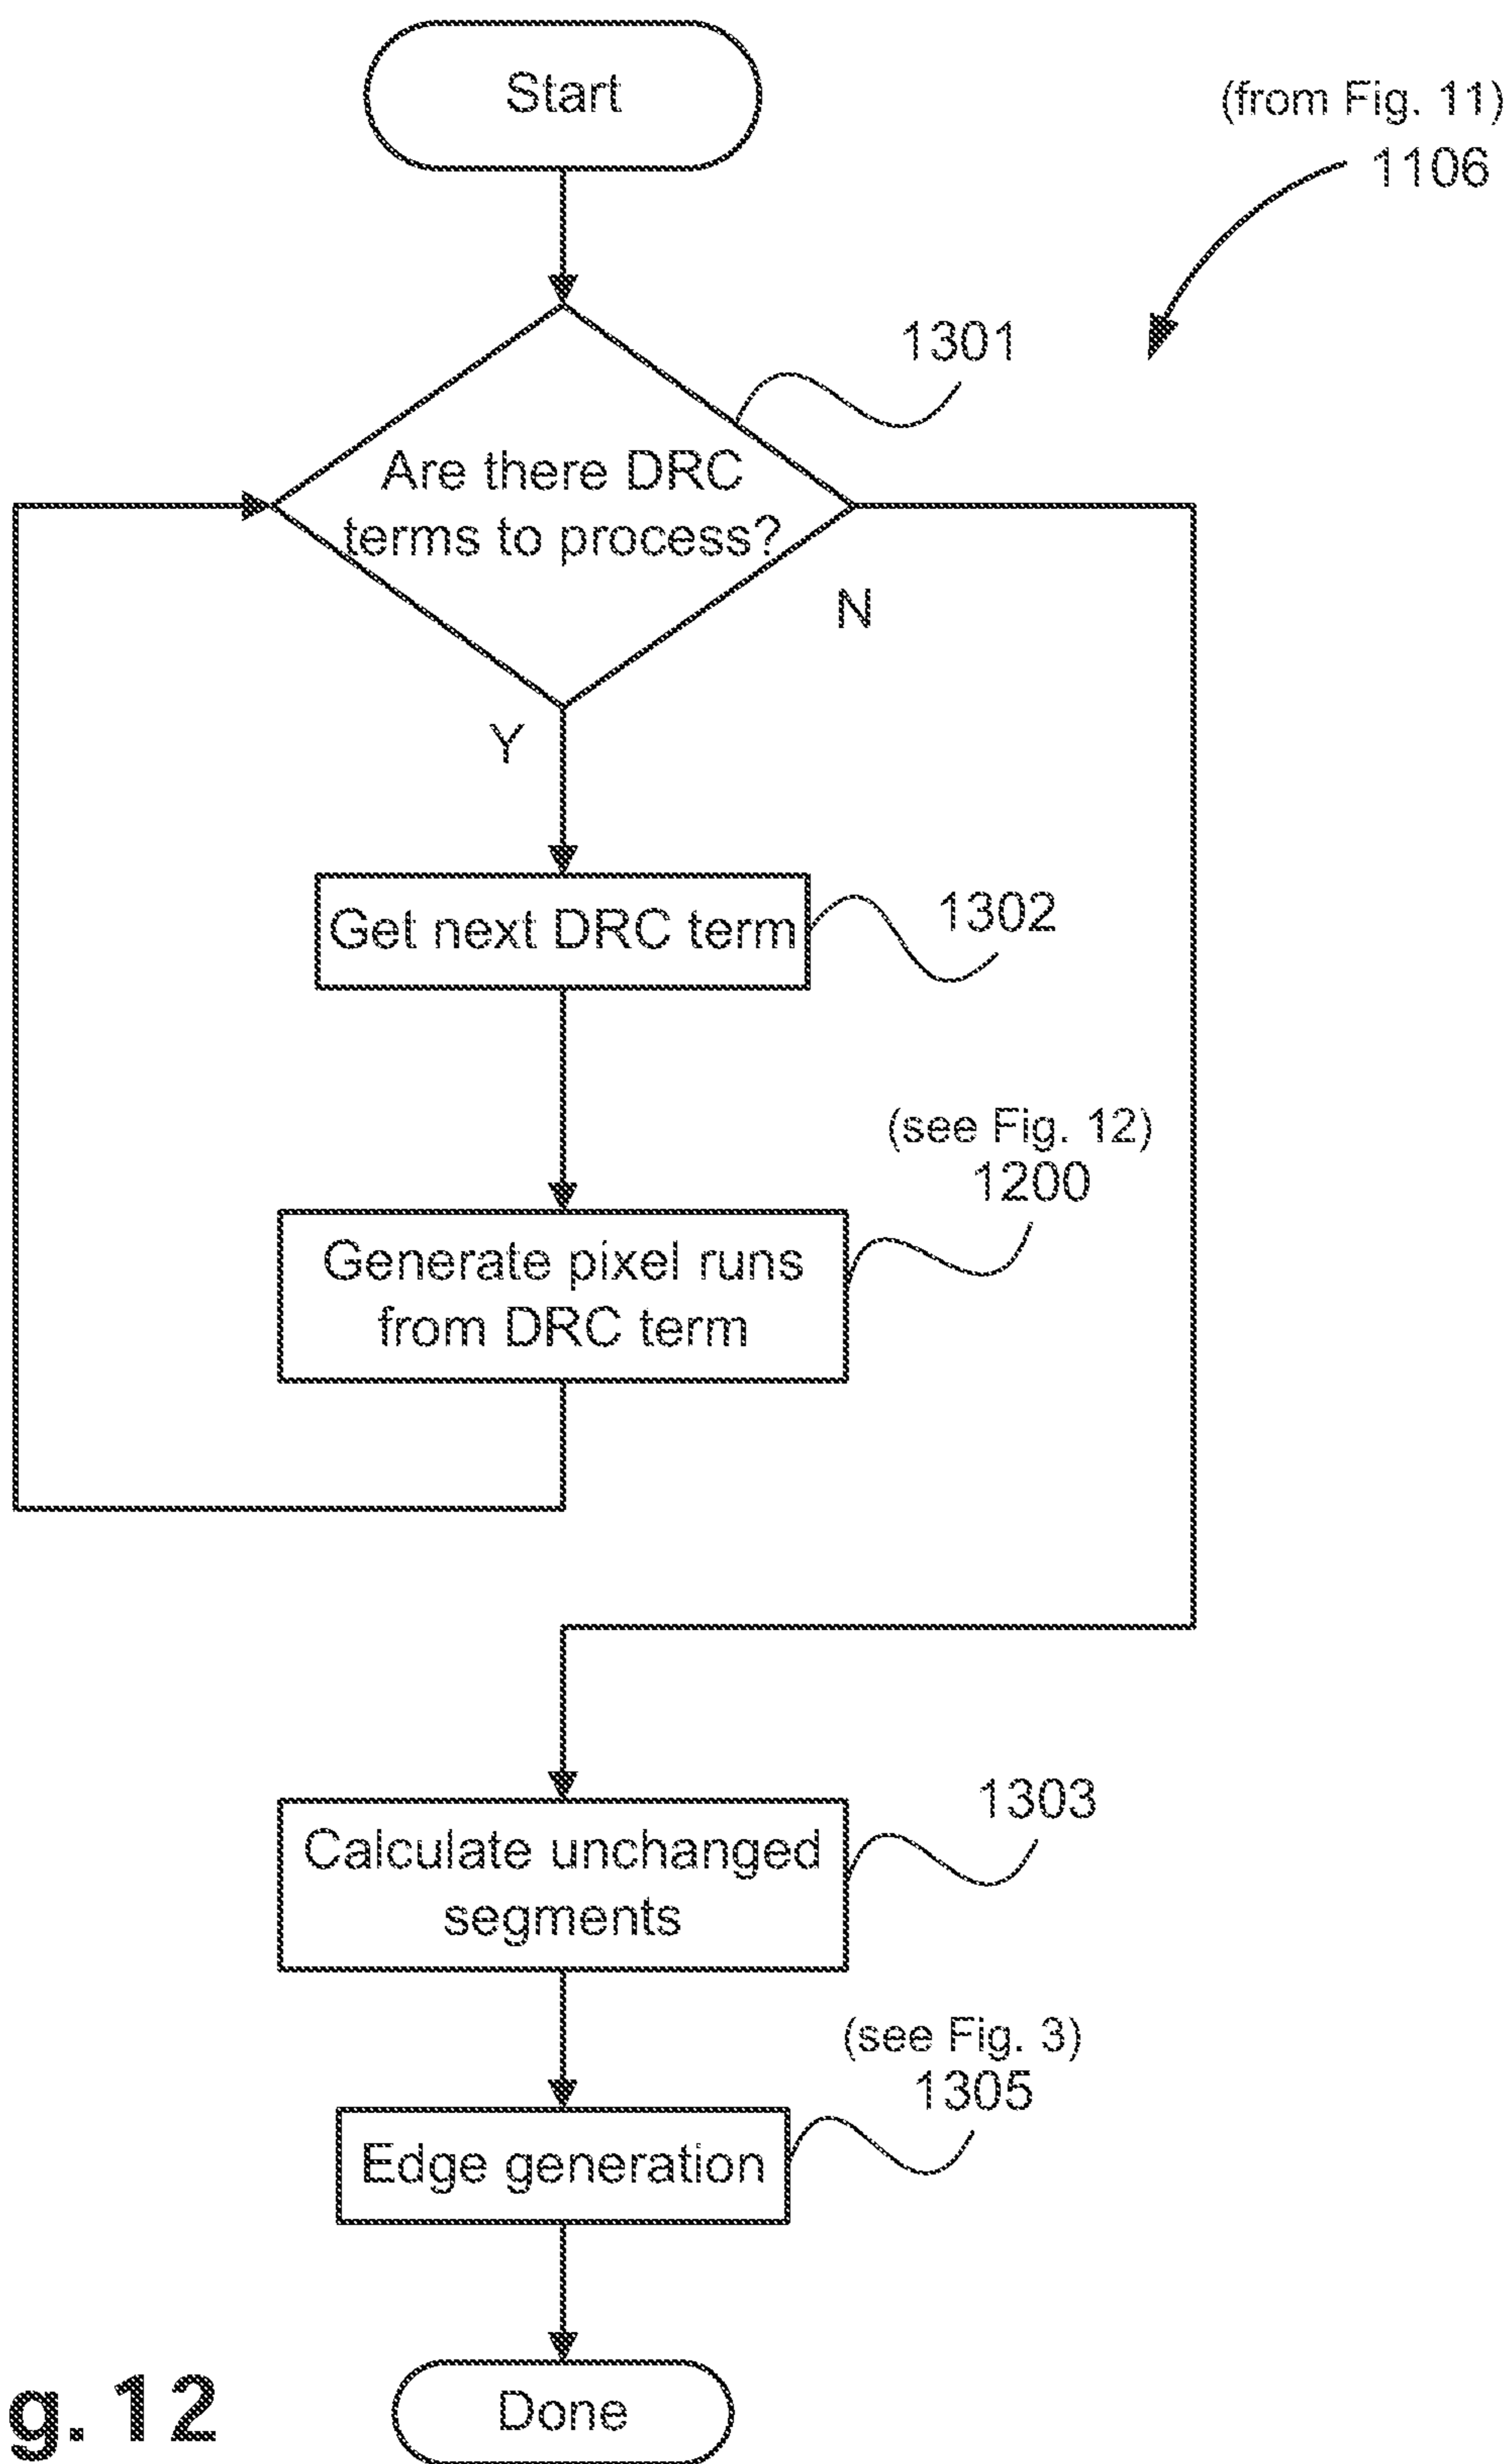 Start
(from Fig. 11)
1106
1301
Are there DRC
terms to process?
N
Y
Get next DRC term
1302
(see Fig. 12)
1200
Generate pixel runs
from DRC term
1303
Calculate unchanged
segments
(see Fig. 3)
1305
Edge generation
Done
g. 12